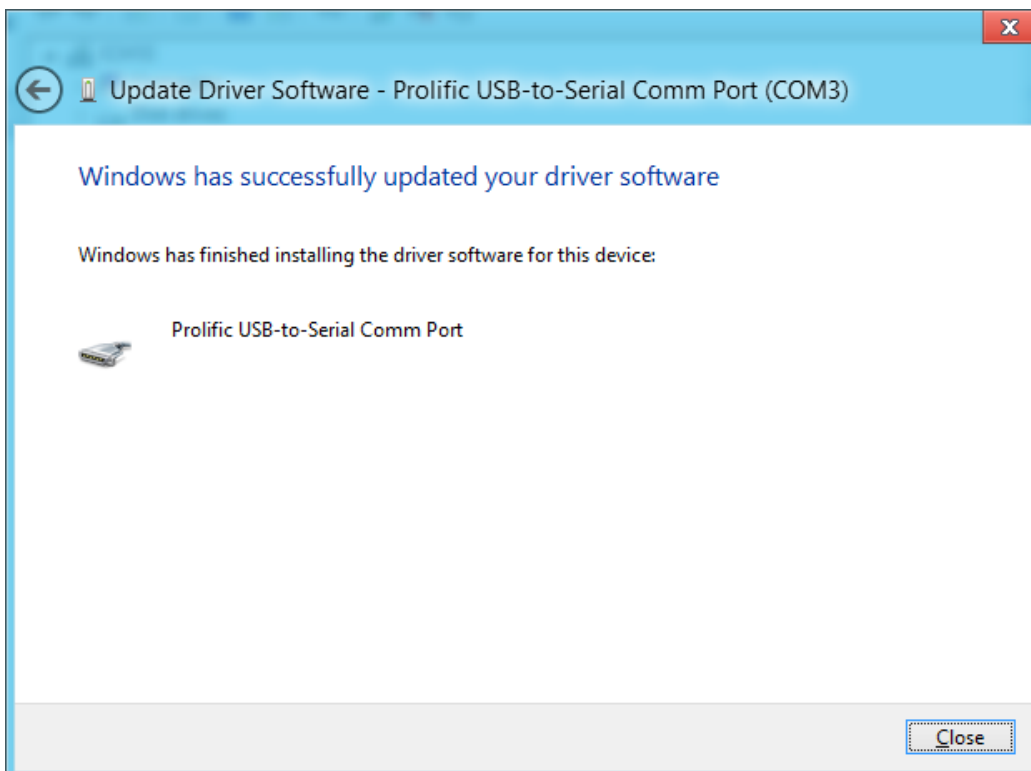 Update Driver Software - Prolific USB-to-Serial Comm Port (COM3)
Windows has successfully updated your driver software
Windows has finished installing the driver software for this device:
Prolific USB-to-Serial Comm Port
Close